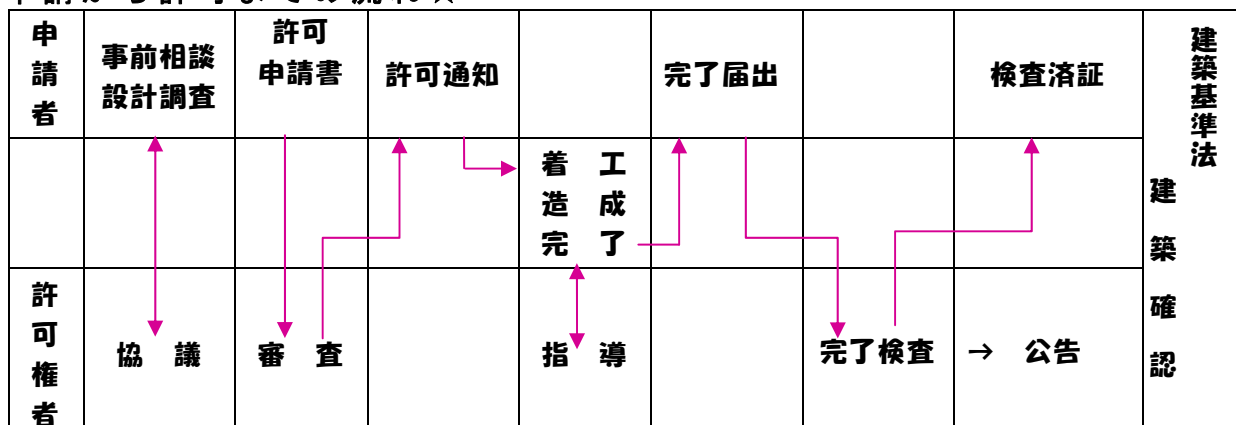 申請者
事前相談
設計調査
許可
申請書
許可通知
完了届出
検査済証
建築基準法
着 工
造 成
完 了
建築確認
許可権者
協 議
審 査
指 導
完了検査
→ 公告